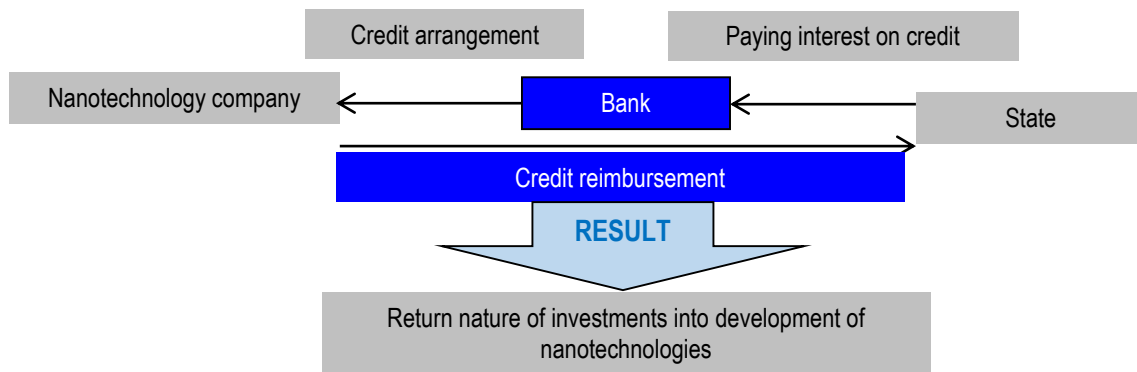 Credit arrangement
Paying interest on credit
Nanotechnology company
Bank
State
Credit reimbursement
RESULT
Return nature of investments into development of
nanotechnologies